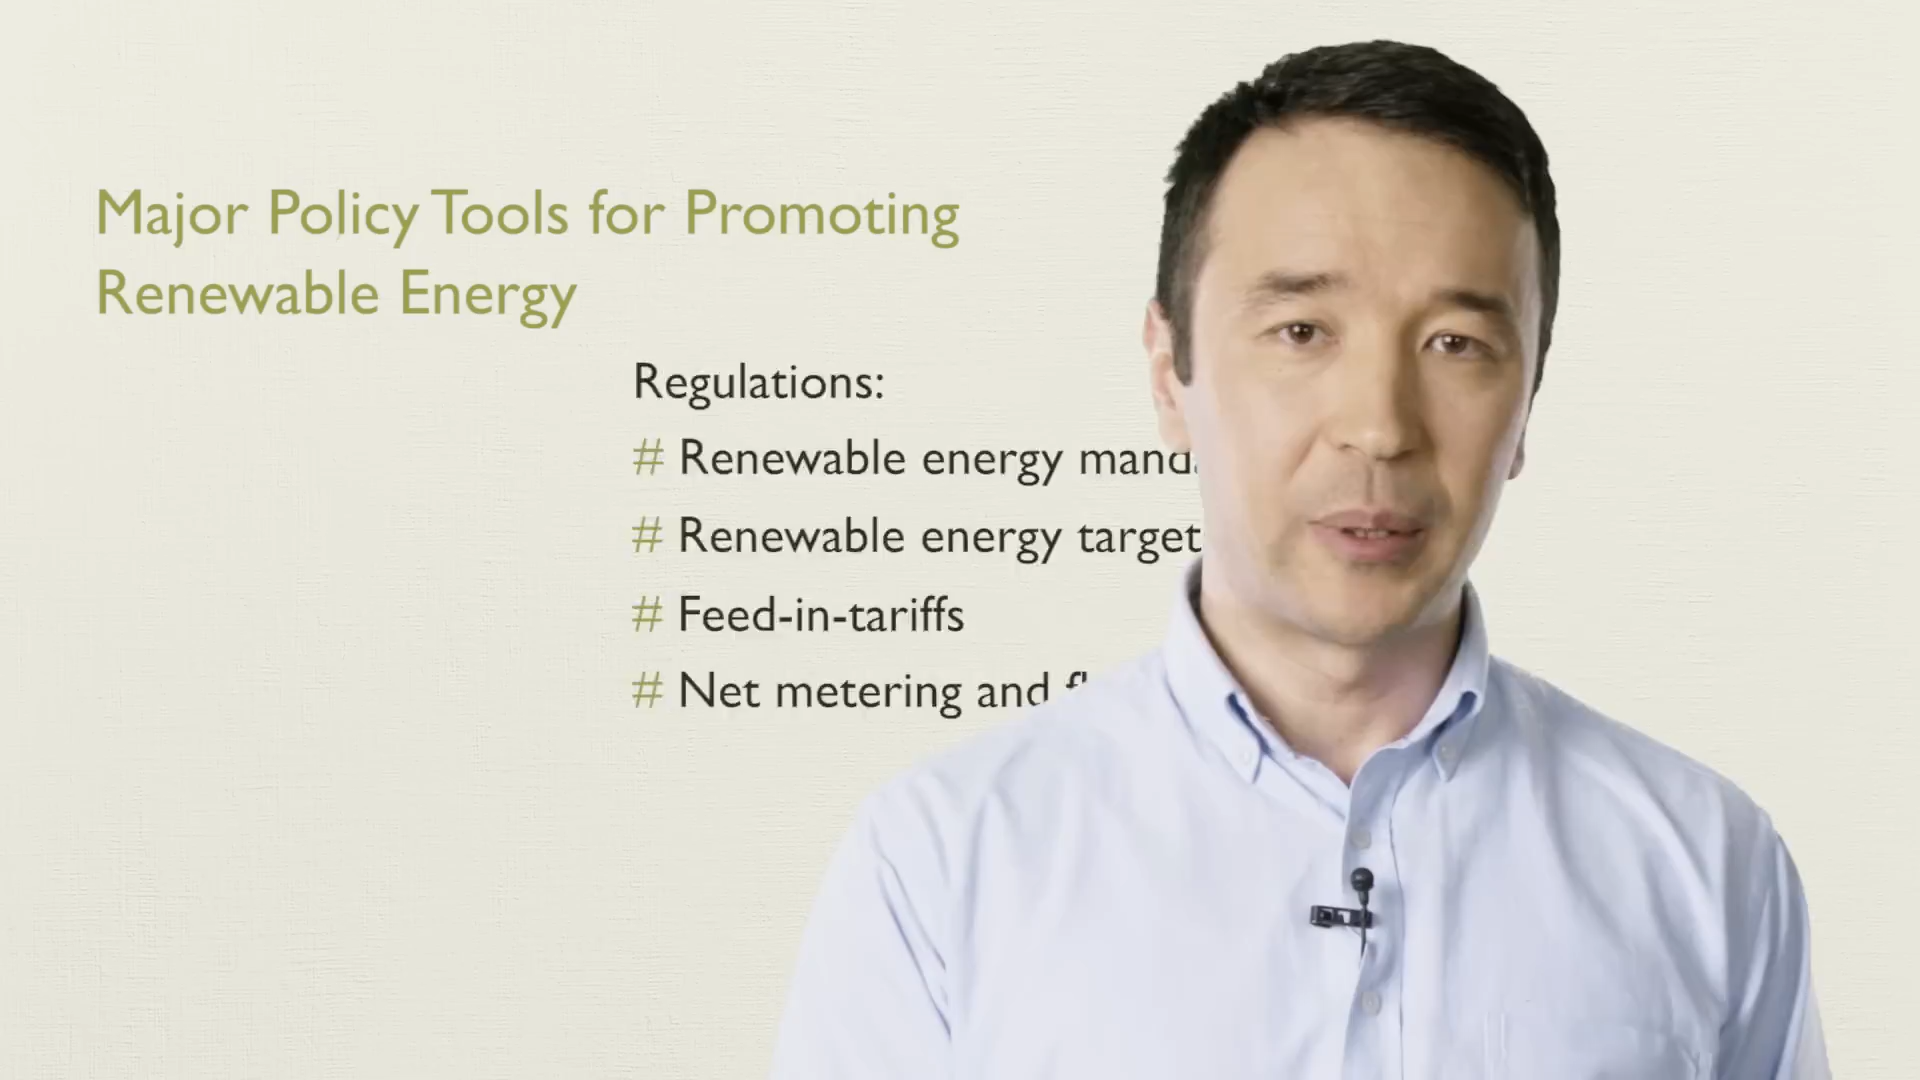 Major Policy Tools for Promoting
Renewable Energy
Regulations:
# Renewable energy
# Renewable energy target
# Feed-in-tariffs
# Net metering and